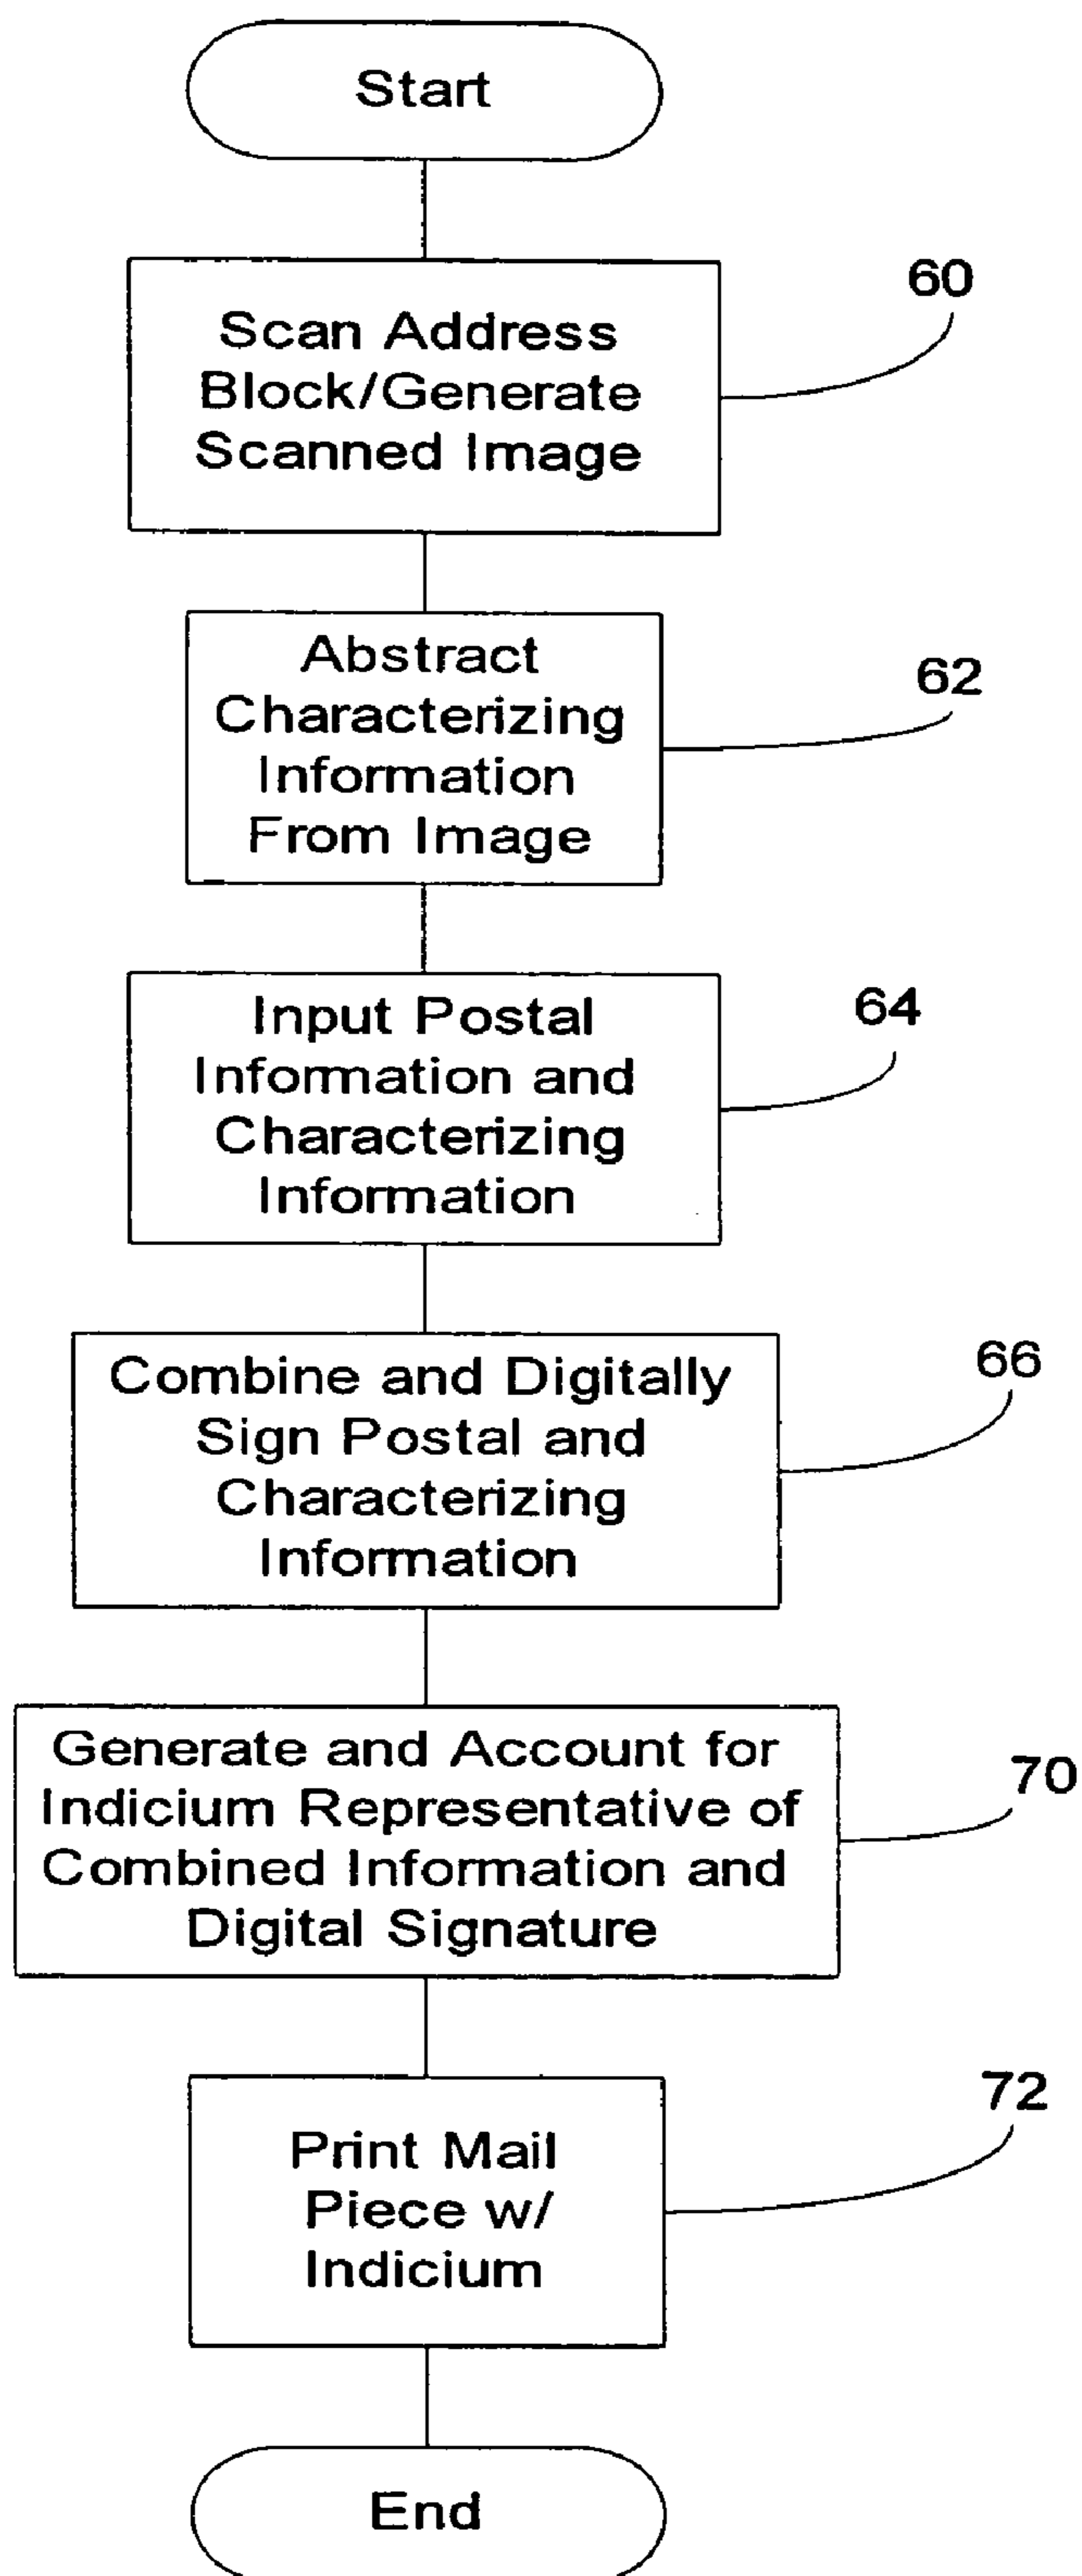 Start
Scan Address
Block/Generate
Scanned Image
60
Abstract
Characterizing
Information
From Image
62
Input Postal
Information and
Characterizing
Information
64
Combine and Digitally
Sign Postal and
Characterizing
Information
66
Generate and Account for
Indicium Representative of
Combined Information and
Digital Signature
70
Print Mail
Piece w/
Indicium
72
End